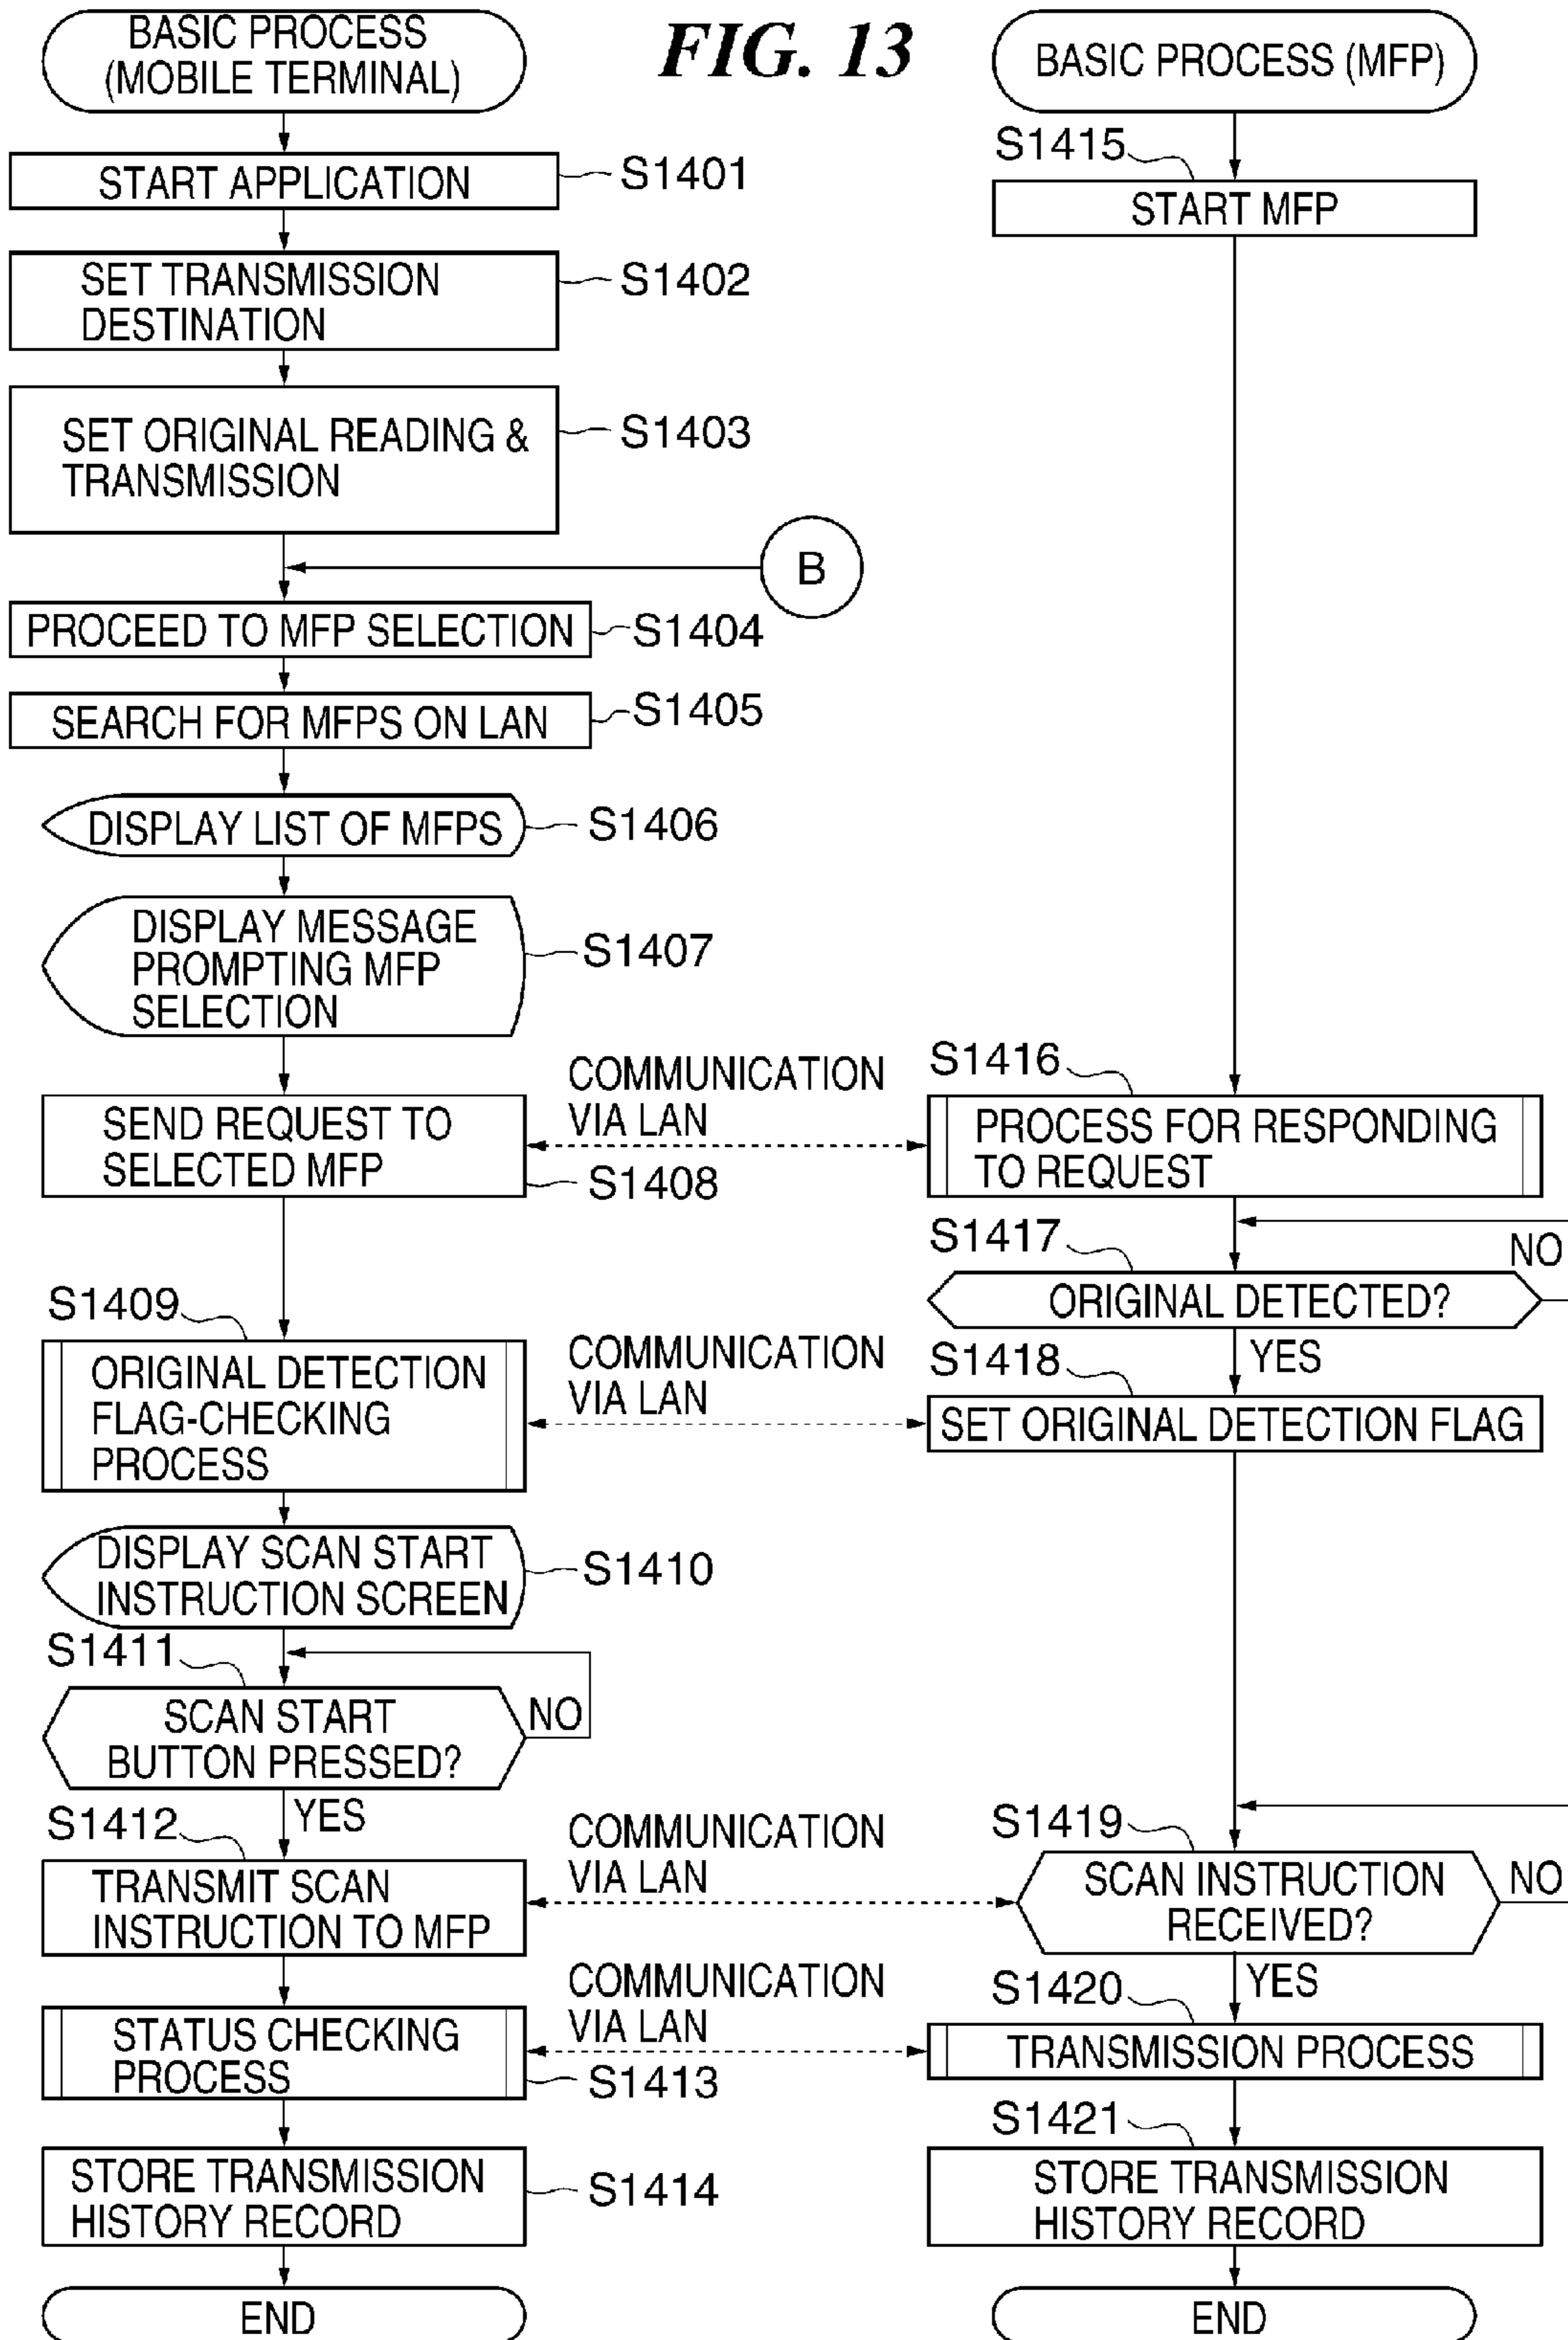 FIG. 13
BASIC PROCESS
(MOBILE TERMINAL)
START APPLICATION
S1401
SET TRANSMISSION
DESTINATION
S1402
SET ORIGINAL READING &
TRANSMISSION
S1403
B
PROCEED TO MFP SELECTION
S1404
SEARCH FOR MFPS ON LAN
S1405
DISPLAY LIST OF MFPS
S1406
DISPLAY MESSAGE
PROMPTING MFP
SELECTION
S1407
SEND REQUEST TO
SELECTED MFP
S1408
COMMUNICATION
VIA LAN
S1409
ORIGINAL DETECTION
FLAG-CHECKING
PROCESS
COMMUNICATION
VIA LAN
DISPLAY SCAN START
INSTRUCTION SCREEN
S1410
S1411
SCAN START
BUTTON PRESSED?
NO
YES
S1412
TRANSMIT SCAN
INSTRUCTION TO MFP
COMMUNICATION
VIA LAN
STATUS CHECKING
PROCESS
S1413
COMMUNICATION
VIA LAN
STORE TRANSMISSION
HISTORY RECORD
S1414
END
BASIC PROCESS (MFP)
S1415
START MFP
S1416
PROCESS FOR RESPONDING
TO REQUEST
S1417
ORIGINAL DETECTED?
NO
YES
S1418
SET ORIGINAL DETECTION FLAG
S1419
SCAN INSTRUCTION
RECEIVED?
NO
YES
S1420
TRANSMISSION PROCESS
S1421
STORE TRANSMISSION
HISTORY RECORD
END